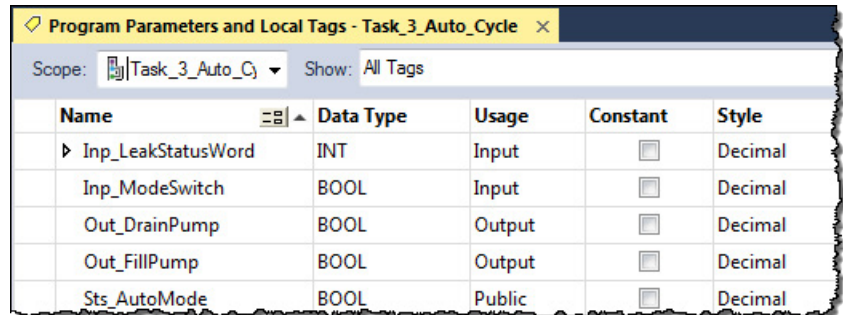 Program Parameters and Local Tags - Task_3_Auto_Cycle ×
Scope: Task_3_Auto_Cy Show: All Tags
Name Data Type Usage Constant Style
Inp_LeakStatusWord INT Input Decimal
Inp_ModeSwitch BOOL Input Decimal
Out_DrainPump BOOL Output Decimal
Out_FillPump BOOL Output Decimal
Sts_AutoMode BOOL Public Decimal